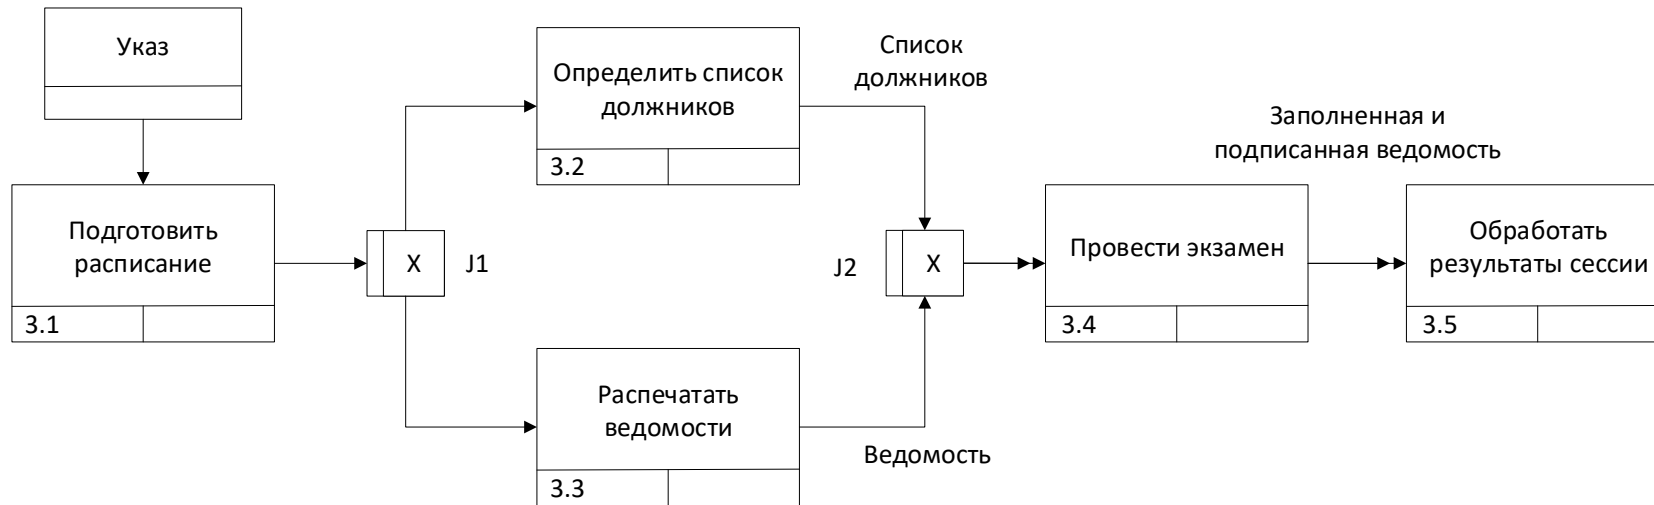 Указ
Подготовить
расписание
3.1
X
J1
Определить список
должников
3.2
Распечатать
ведомости
3.3
Список
должников
Ведомость
J2
X
Провести экзамен
3.4
Заполненная и
подписанная ведомость
Обработать
результаты сессии
3.5